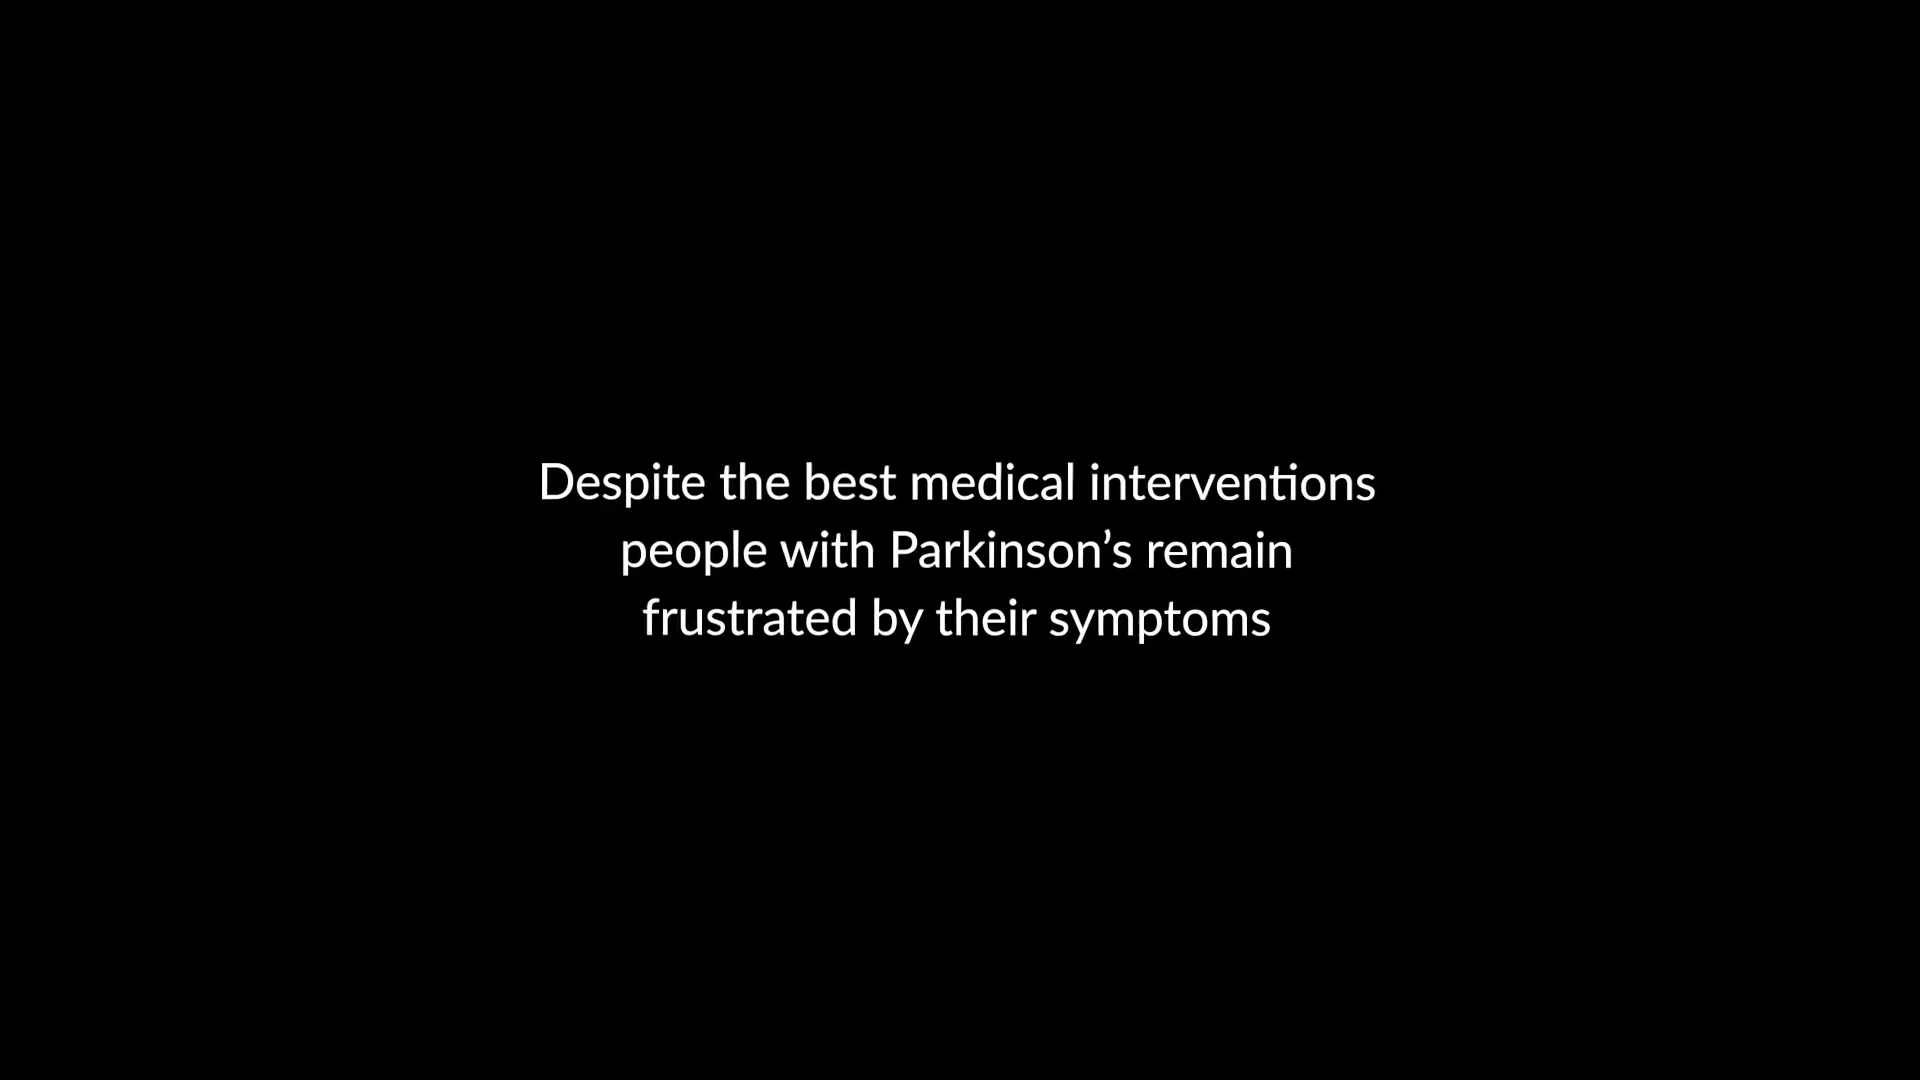 Despite the best medical interventions
people with Parkinson’s remain
frustrated by their symptoms